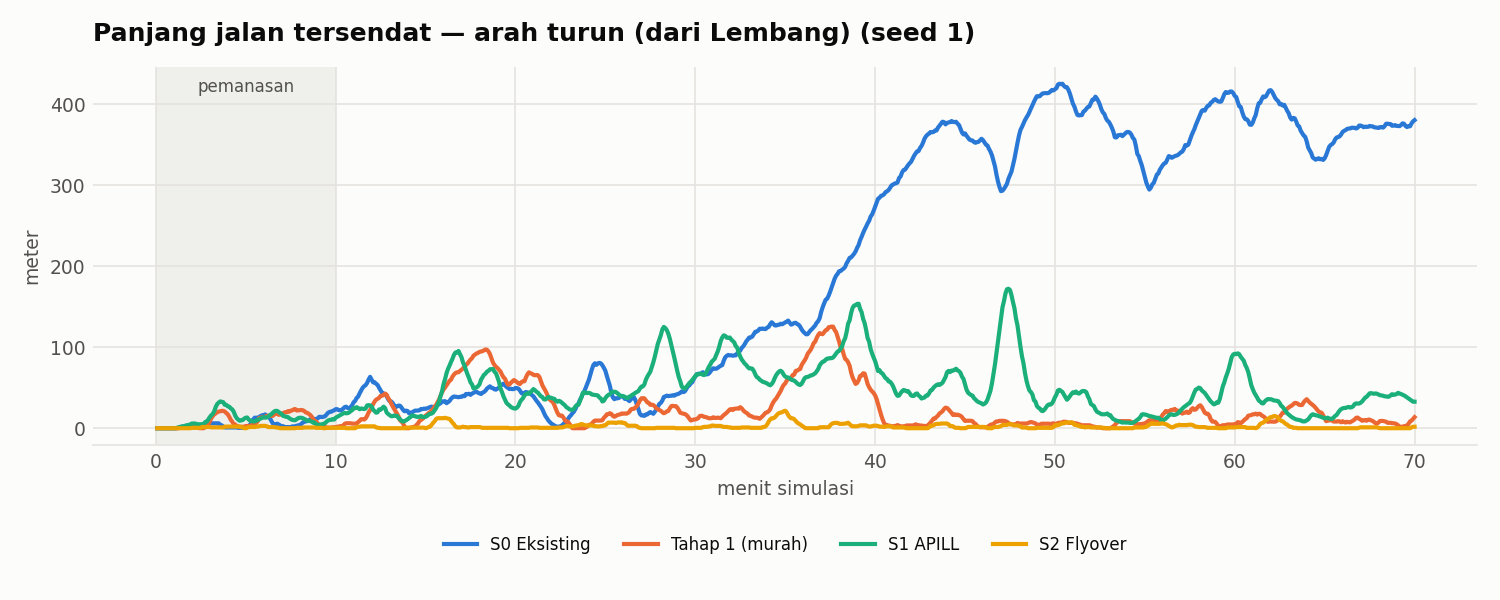 Panjang jalan tersendat — arah turun (dari Lembang) (seed 1)
pemanasan
meter
400
300
200
100
0
0 10 20 30 40 50 60 70
menit simulasi
S0 Eksisting Tahap 1 (murah) S1 APILL S2 Flyover